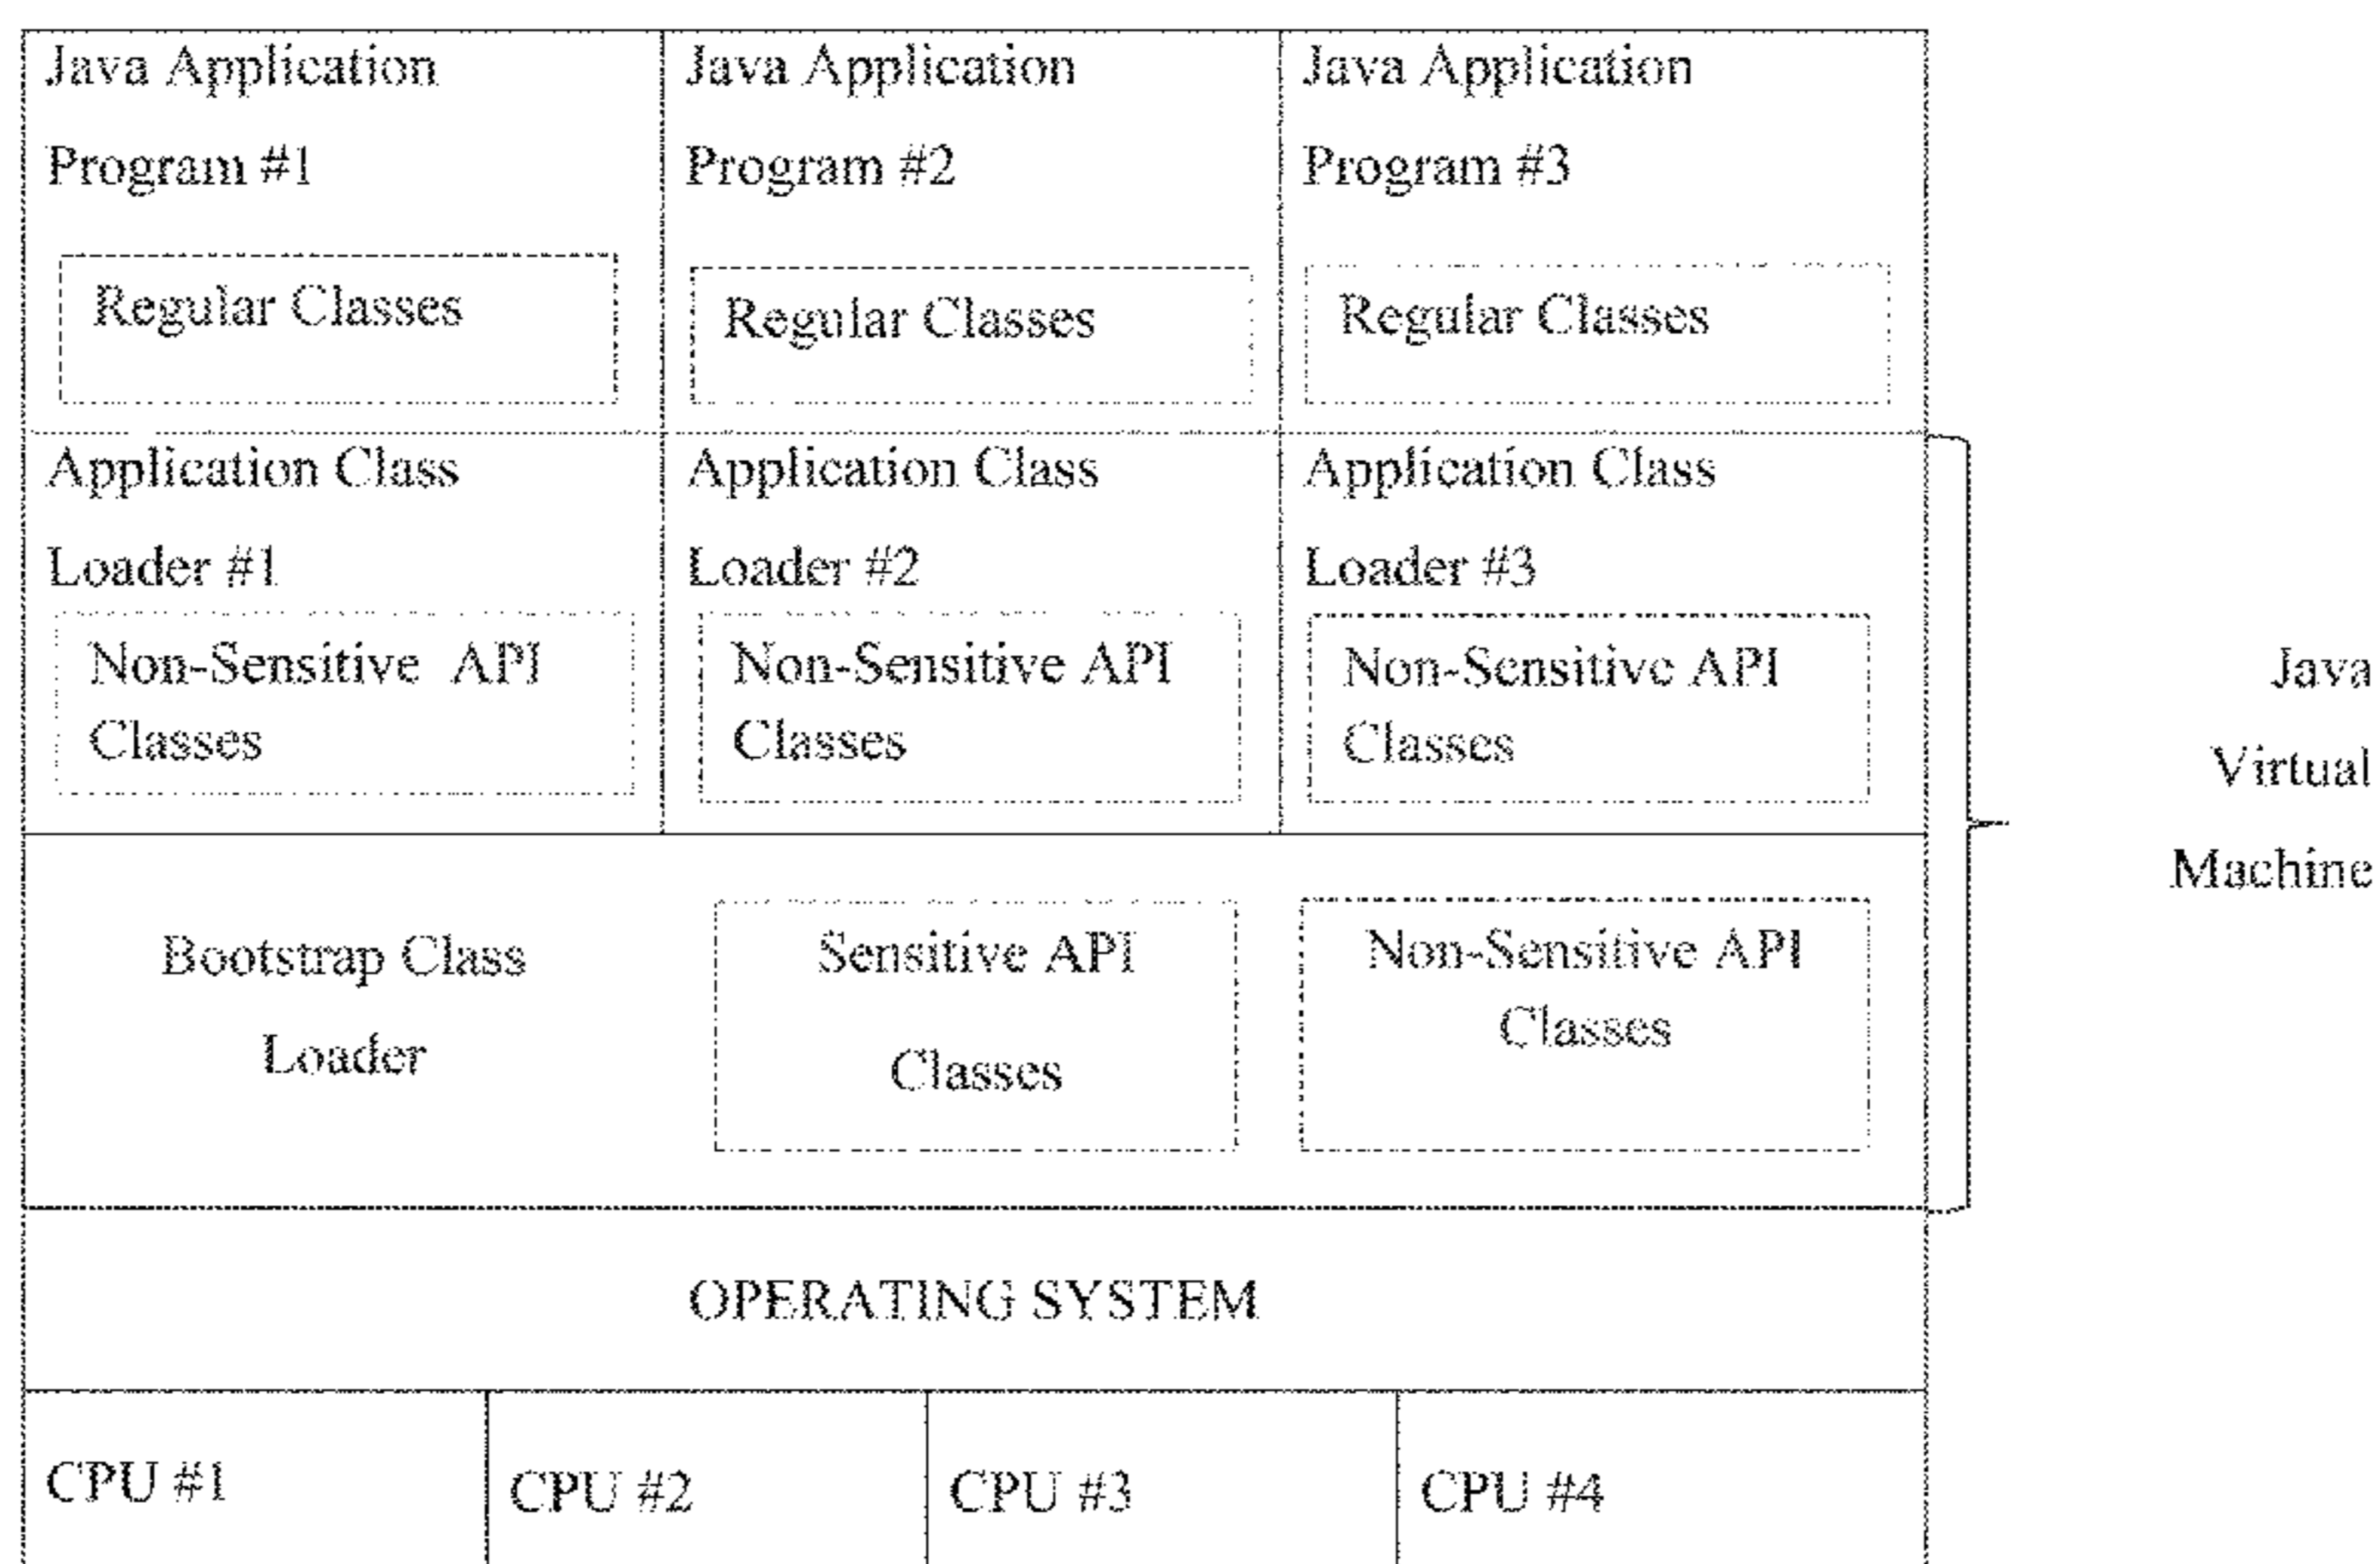 Java Application
Program #1
Regular Classes
Java Application
Program #2
Regular Classes
Java Application
Program #3
Regular Classes
Application Class
Loader #1
Non-Sensitive API
Classes
Application Class
Loader #2
Non-Sensitive API
Classes
Application Class
Loader #3
Non-Sensitive API
Classes
Java
Virtual
Machine
Bootstrap Class
Loader
Sensitive API
Classes
Non-Sensitive API
Classes
OPERATING SYSTEM
CPU #1
CPU #2
CPU #3
CPU #4